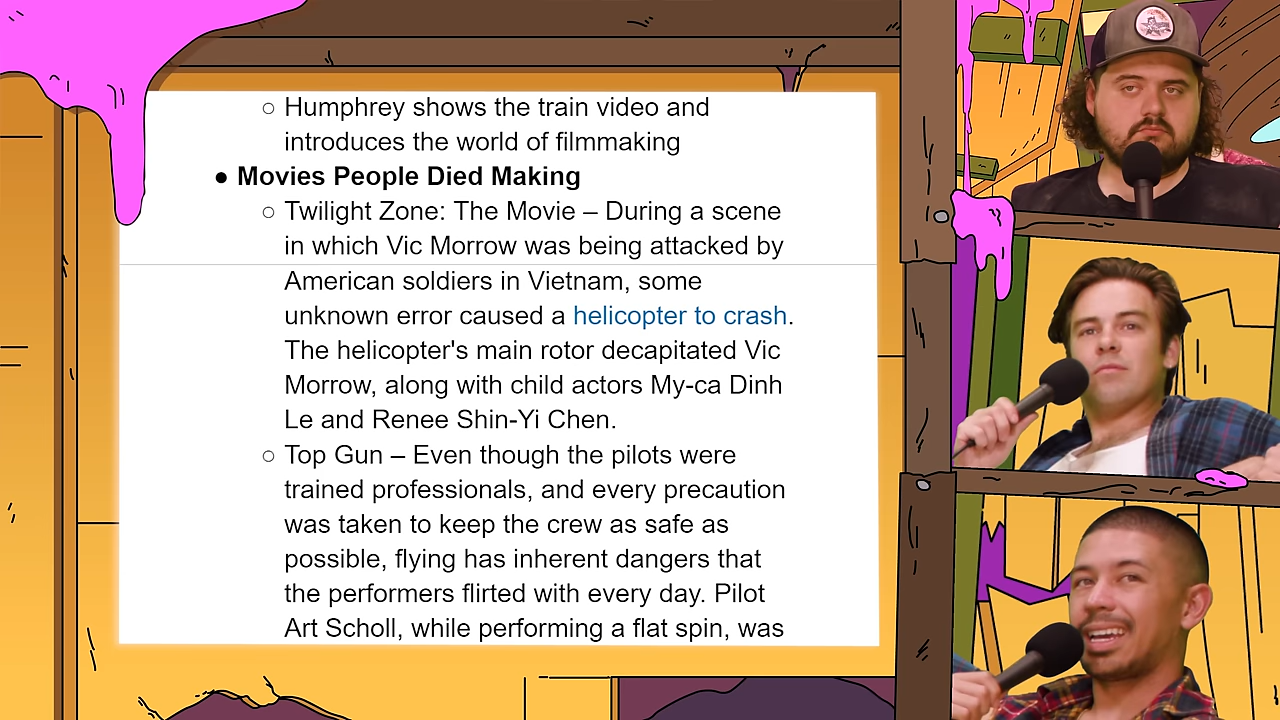 ○ Humphrey shows the train video and
introduces the world of filmmaking
● Movies People Died Making
○ Twilight Zone: The Movie – During a scene
in which Vic Morrow was being attacked by
American soldiers in Vietnam, some
unknown error caused a helicopter to crash.
The helicopter's main rotor decapitated Vic
Morrow, along with child actors My-ca Dinh
Le and Renee Shin-Yi Chen.
○ Top Gun – Even though the pilots were
trained professionals, and every precaution
was taken to keep the crew as safe as
possible, flying has inherent dangers that
the performers flirted with every day. Pilot
Art Scholl, while performing a flat spin, was